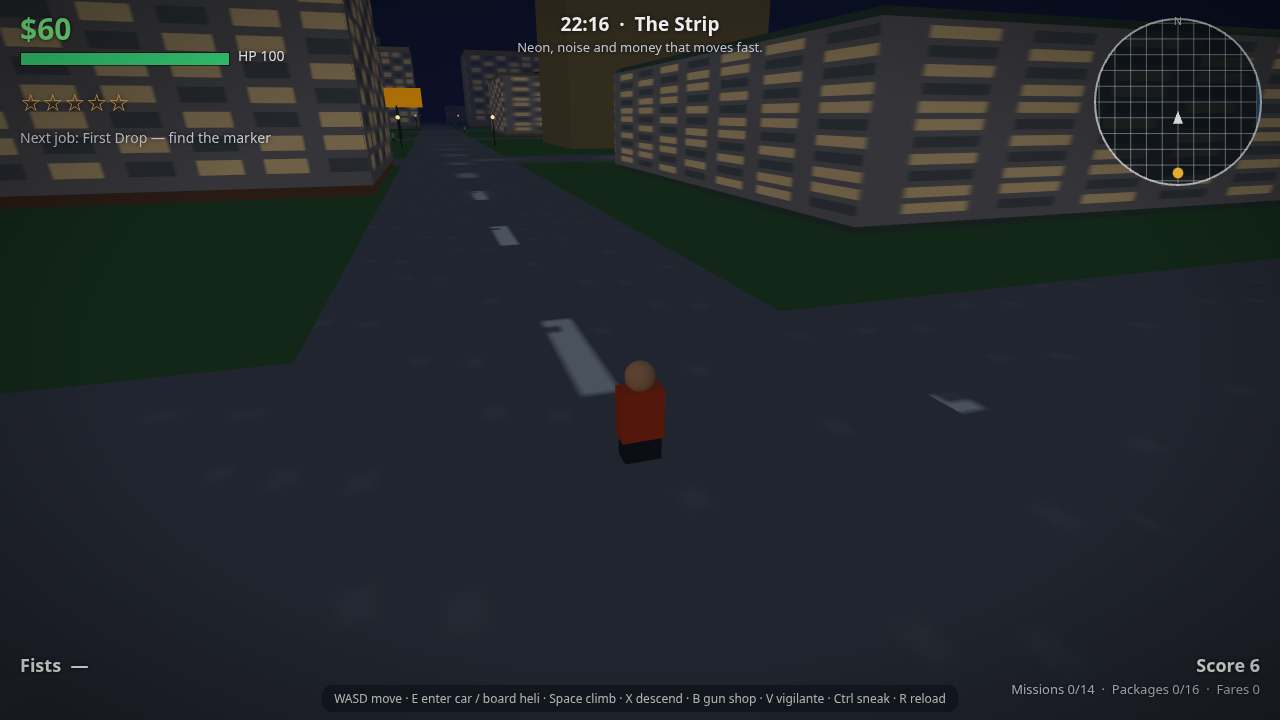 $60
HP 100
☆☆☆☆☆
Next job: First Drop — find the marker
22:16 · The Strip
Neon, noise and money that moves fast.
N
Fists —
WASD move · E enter car / board heli · Space climb · X descend · B gun shop · V vigilante · Ctrl sneak · R reload
Score 6
Missions 0/14 · Packages 0/16 · Fares 0